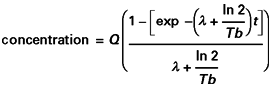 concentration = Q ( (1 − [exp −(λ + ln 2 / Tb) t]) / (λ + ln 2 / Tb) )